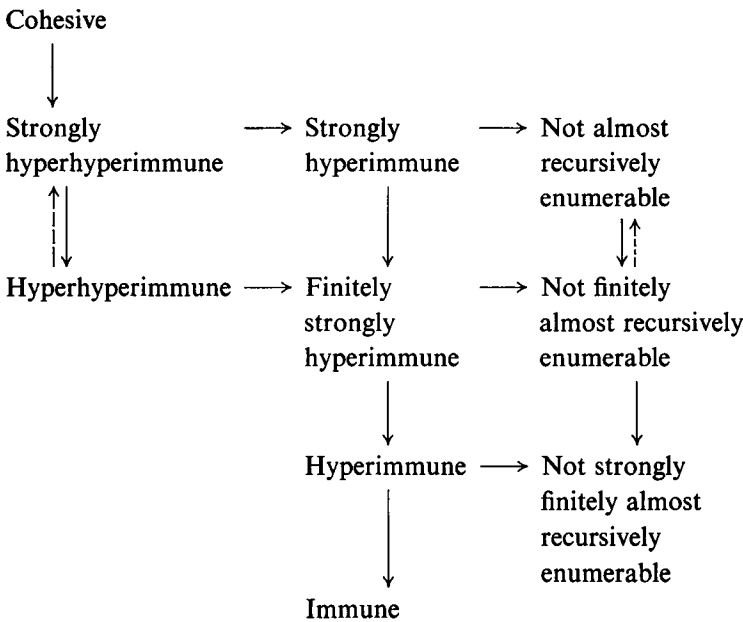 Cohesive
Strongly
hyperhyperimmune
Strongly
hyperimmune
Not almost
recursively
enumerable
Hyperhyperimmune
Finitely
strongly
hyperimmune
Not finitely
almost recursively
enumerable
Hyperimmune
Not strongly
finitely almost
recursively
enumerable
Immune